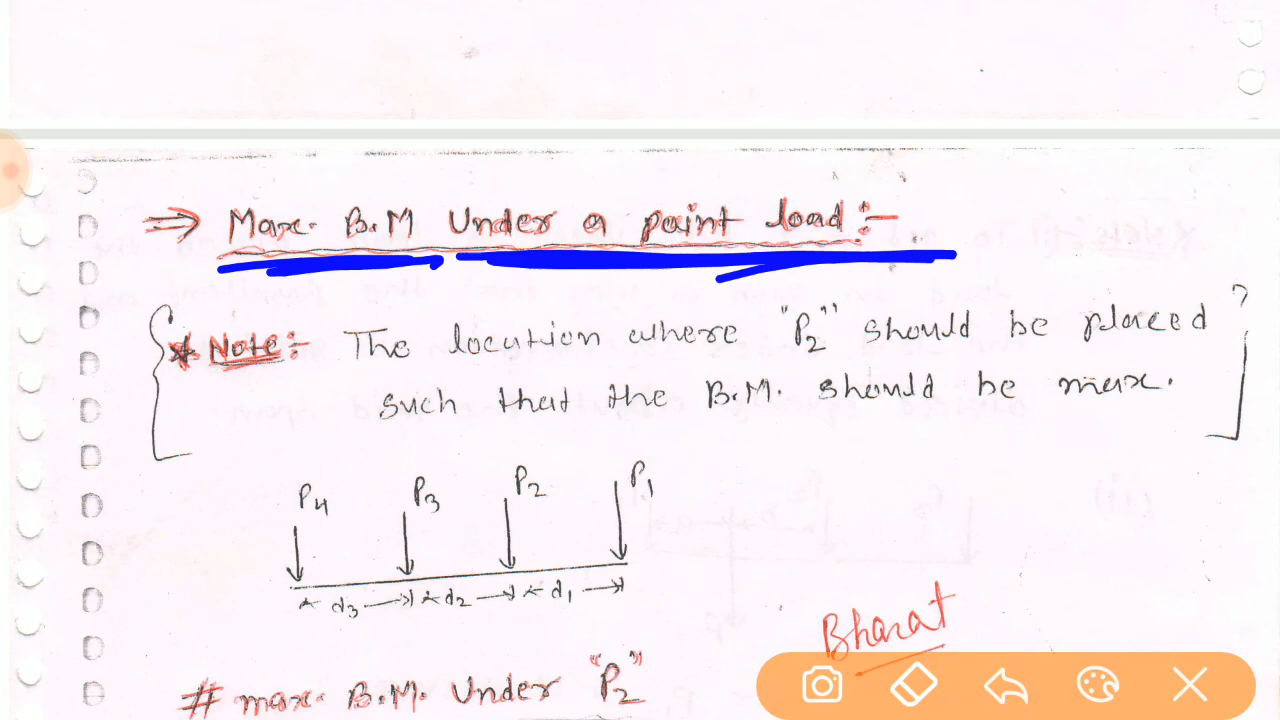 ⇒ Max. B.M Under a point load:-
* Note: The location where "P2" should be placed ?
such that the B.M. should be max.
P4 P3 P2 P1
d3 d2 d1
Bharat
# max. B.M. Under "P2"